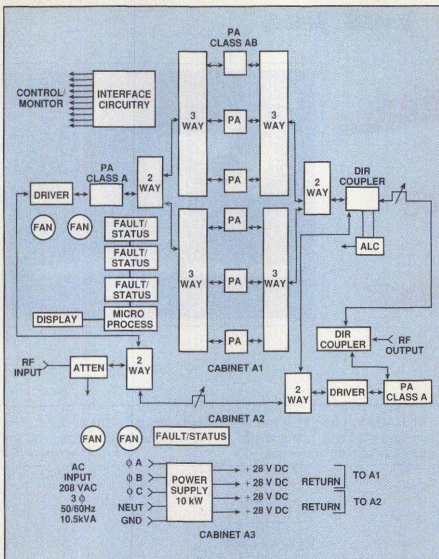 PA
CLASS AB
CONTROL/
MONITOR
INTERFACE
CIRCUITRY
3
WAY
PA
PA
3
WAY
PA
CLASS A
2
WAY
DRIVER
2
WAY
DIR
COUPLER
ALC
FAN
FAN
FAULT/
STATUS
FAULT/
STATUS
FAULT/
STATUS
MICRO
PROCESS
DISPLAY
3
WAY
PA
PA
PA
3
WAY
CABINET A1
DIR
COUPLER
RF
OUTPUT
RF
INPUT
ATTEN
2
WAY
2
WAY
DRIVER
PA
CLASS A
CABINET A2
FAN
FAN
FAULT/STATUS
AC
INPUT
208 VAC
3 ϕ
50/60Hz
10.5kVA
ϕ A
ϕ B
ϕ C
NEUT
GND
POWER
SUPPLY
10 kW
+ 28 V DC
+ 28 V DC
+ 28 V DC
+ 28 V DC
RETURN
RETURN
TO A1
TO A2
CABINET A3